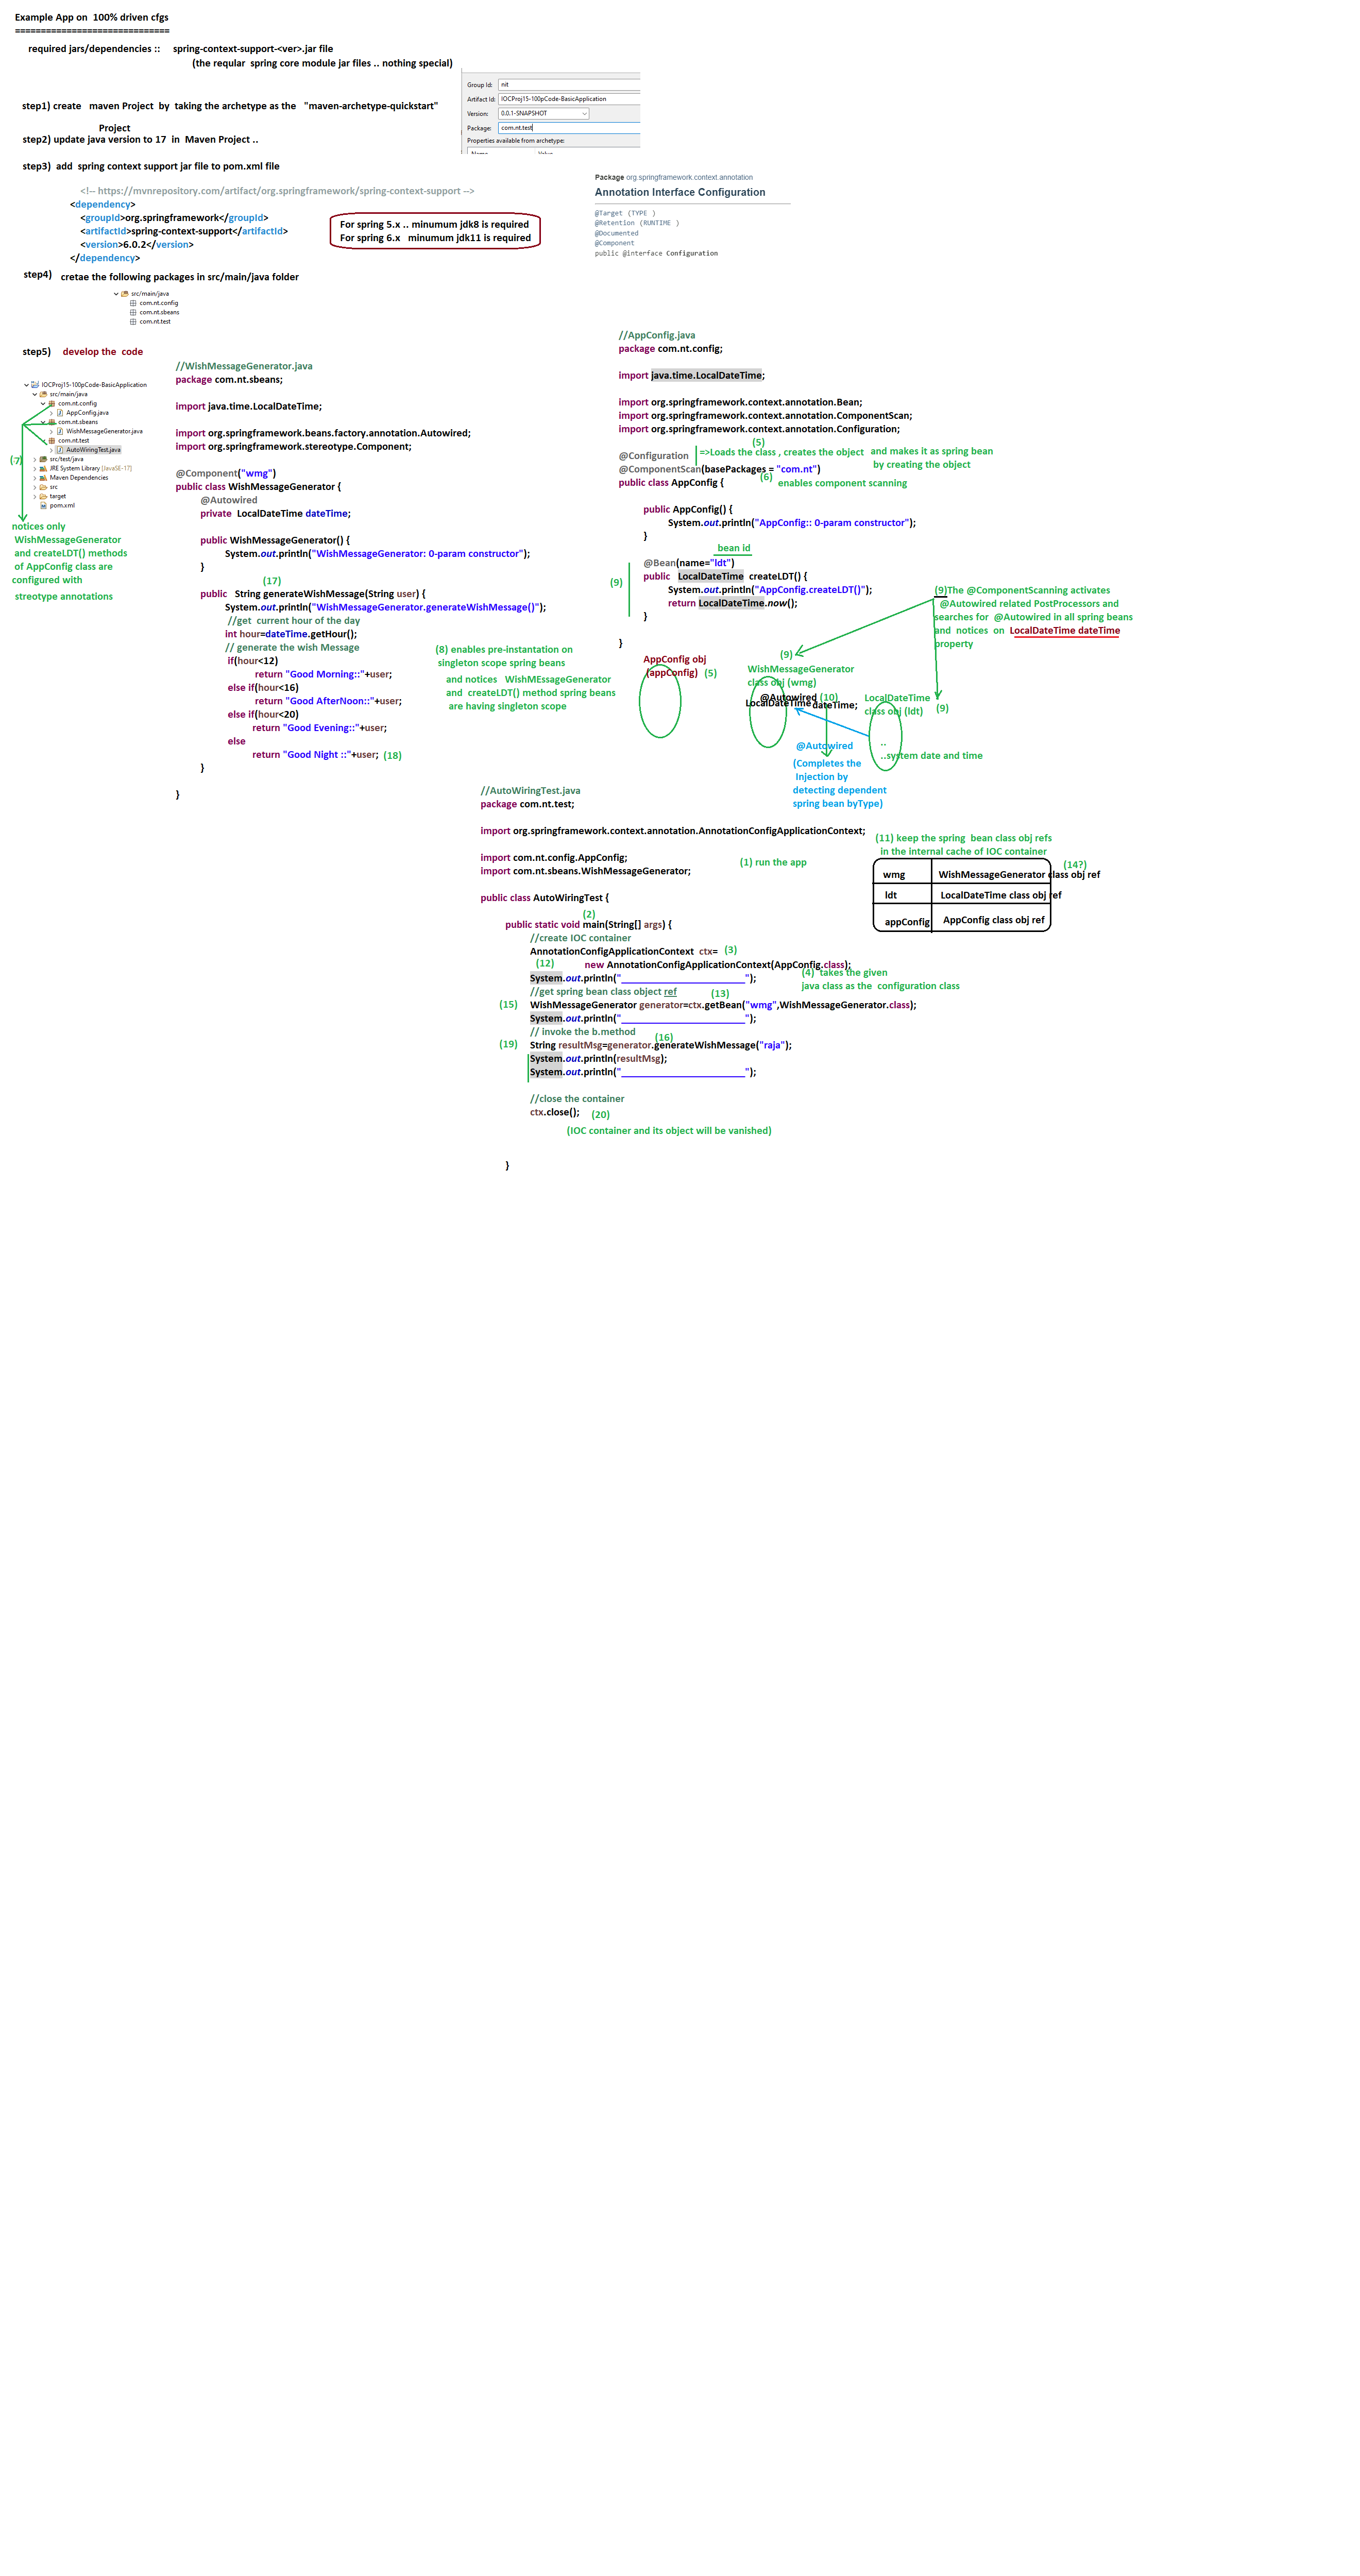 Example App on  100% driven cfgs
==============================
required jars/dependencies ::    spring-context-support-<ver>.jar file
(the reqular  spring core module jar files .. nothing special)
Group Id: nit
Artifact Id: IOCProj15-100pCode-BasicApplication
Version: 0.0.1-SNAPSHOT
Package: com.nt.test
Properties available from archetype:
step1) create   maven Project  by  taking the archetype as the   "maven-archetype-quickstart"
Project
step2) update java version to 17  in  Maven Project ..
step3)  add  spring context support jar file to pom.xml file
<!-- https://mvnrepository.com/artifact/org.springframework/spring-context-support -->
<dependency>
<groupId>org.springframework</groupId>
<artifactId>spring-context-support</artifactId>
<version>6.0.2</version>
</dependency>
For spring 5.x .. minumum jdk8 is required
For spring 6.x   minumum jdk11 is required
Package org.springframework.context.annotation
Annotation Interface Configuration
@Target (TYPE )
@Retention (RUNTIME )
@Documented
@Component
public @interface Configuration
step4)   cretae the following packages in src/main/java folder
src/main/java
com.nt.config
com.nt.sbeans
com.nt.test
step5)    develop the  code
IOCProj15-100pCode-BasicApplication
src/main/java
com.nt.config
AppConfig.java
com.nt.sbeans
WishMessageGenerator.java
com.nt.test
AutoWiringTest.java
src/test/java
JRE System Library [JavaSE-17]
Maven Dependencies
src
target
pom.xml
(7)
notices only
WishMessageGenerator
and createLDT() methods
of AppConfig class are
configured with
streotype annotations
//WishMessageGenerator.java
package com.nt.sbeans;
import java.time.LocalDateTime;
import org.springframework.beans.factory.annotation.Autowired;
import org.springframework.stereotype.Component;
@Component("wmg")
public class WishMessageGenerator {
@Autowired
private  LocalDateTime dateTime;
public WishMessageGenerator() {
System.out.println("WishMessageGenerator: 0-param constructor");
}
(17)
public   String generateWishMessage(String user) {
System.out.println("WishMessageGenerator.generateWishMessage()");
//get  current hour of the day
int hour=dateTime.getHour();
// generate the wish Message
if(hour<12)
return "Good Morning::"+user;
else if(hour<16)
return "Good AfterNoon::"+user;
else if(hour<20)
return "Good Evening::"+user;
else
return "Good Night ::"+user;  (18)
}
}
//AppConfig.java
package com.nt.config;
import java.time.LocalDateTime;
import org.springframework.context.annotation.Bean;
import org.springframework.context.annotation.ComponentScan;
import org.springframework.context.annotation.Configuration;
(5)
@Configuration   =>Loads the class , creates the object   and makes it as spring bean
by creating the object
@ComponentScan(basePackages = "com.nt")
(6)  enables component scanning
public class AppConfig {
public AppConfig() {
System.out.println("AppConfig:: 0-param constructor");
}
bean id
@Bean(name="ldt")
public   LocalDateTime  createLDT() {
(9)
System.out.println("AppConfig.createLDT()");
return LocalDateTime.now();
}
}
(9)The @ComponentScanning activates
@Autowired related PostProcessors and
searches for  @Autowired in all spring beans
and  notices  on  LocalDateTime dateTime
property
(8) enables pre-instantation on
singleton scope spring beans
and notices   WishMEssageGenerator
and  createLDT() method spring beans
are having singleton scope
AppConfig obj
(appConfig)  (5)
(9)
WishMessageGenerator
class obj (wmg)
@Autowired (10)
LocalDateTime dateTime;
LocalDateTime
class obj (ldt)  (9)
..
..system date and time
@Autowired
(Completes the
Injection by
detecting dependent
spring bean byType)
//AutoWiringTest.java
package com.nt.test;
import org.springframework.context.annotation.AnnotationConfigApplicationContext;
import com.nt.config.AppConfig;
(1) run the app
import com.nt.sbeans.WishMessageGenerator;
public class AutoWiringTest {
(2)
public static void main(String[] args) {
//create IOC container
AnnotationConfigApplicationContext  ctx=  (3)
(12)  new AnnotationConfigApplicationContext(AppConfig.class);
(4)  takes the given
java class as the  configuration class
System.out.println("_________________________");
//get spring bean class object ref  (13)
(15)  WishMessageGenerator generator=ctx.getBean("wmg",WishMessageGenerator.class);
System.out.println("_________________________");
// invoke the b.method  (16)
(19)  String resultMsg=generator.generateWishMessage("raja");
System.out.println(resultMsg);
System.out.println("_________________________");
//close the container
ctx.close();  (20)
(IOC container and its object will be vanished)
}
(11) keep the spring  bean class obj refs
in the internal cache of IOC container
(14?)
wmg  WishMessageGenerator class obj ref
ldt  LocalDateTime class obj ref
appConfig  AppConfig class obj ref